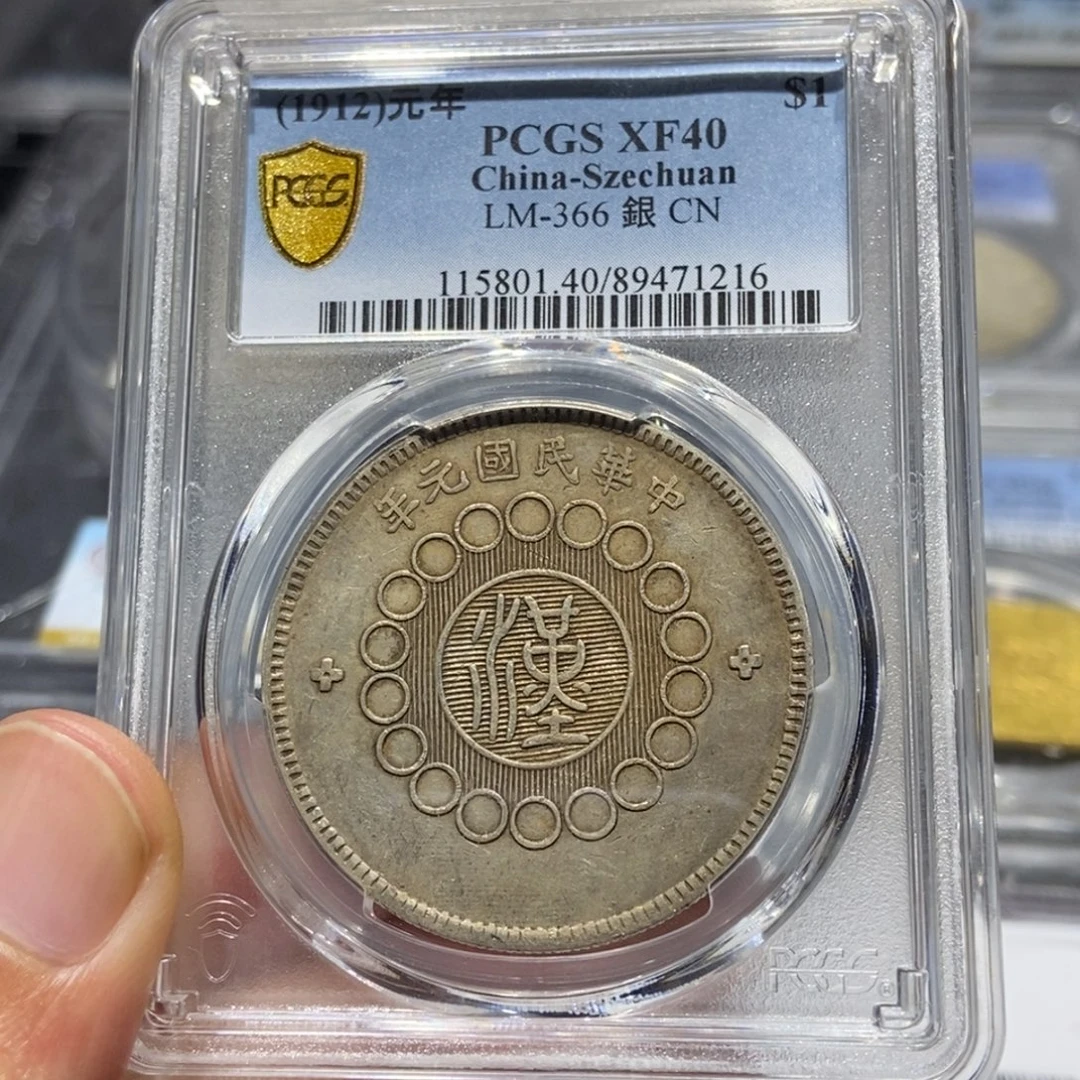 (1912)元年 $1
PCGS XF40
China-Szechuan
LM-366 銀 CN
115801.40/89471216
PCGS
年元國民華中
漢
PCGS